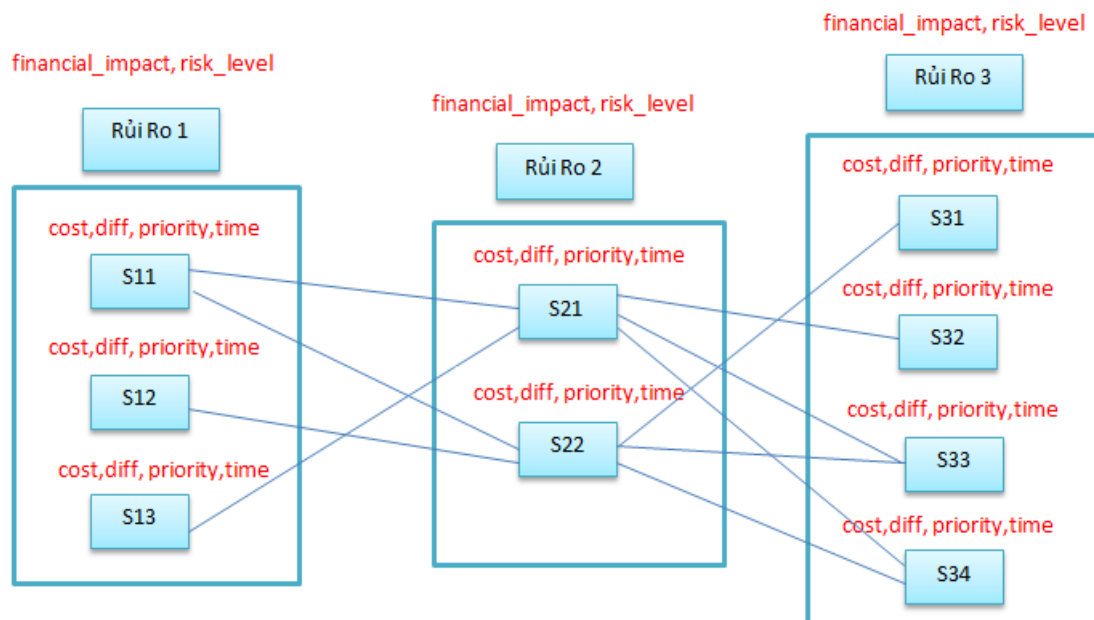 financial_impact, risk_level
Rủi Ro 1
cost,diff, priority,time
S11
cost,diff, priority,time
S12
cost,diff, priority,time
S13
financial_impact, risk_level
Rủi Ro 2
cost,diff, priority,time
S21
cost,diff, priority,time
S22
financial_impact, risk_level
Rủi Ro 3
cost,diff, priority,time
S31
cost,diff, priority,time
S32
cost,diff, priority,time
S33
cost,diff, priority,time
S34